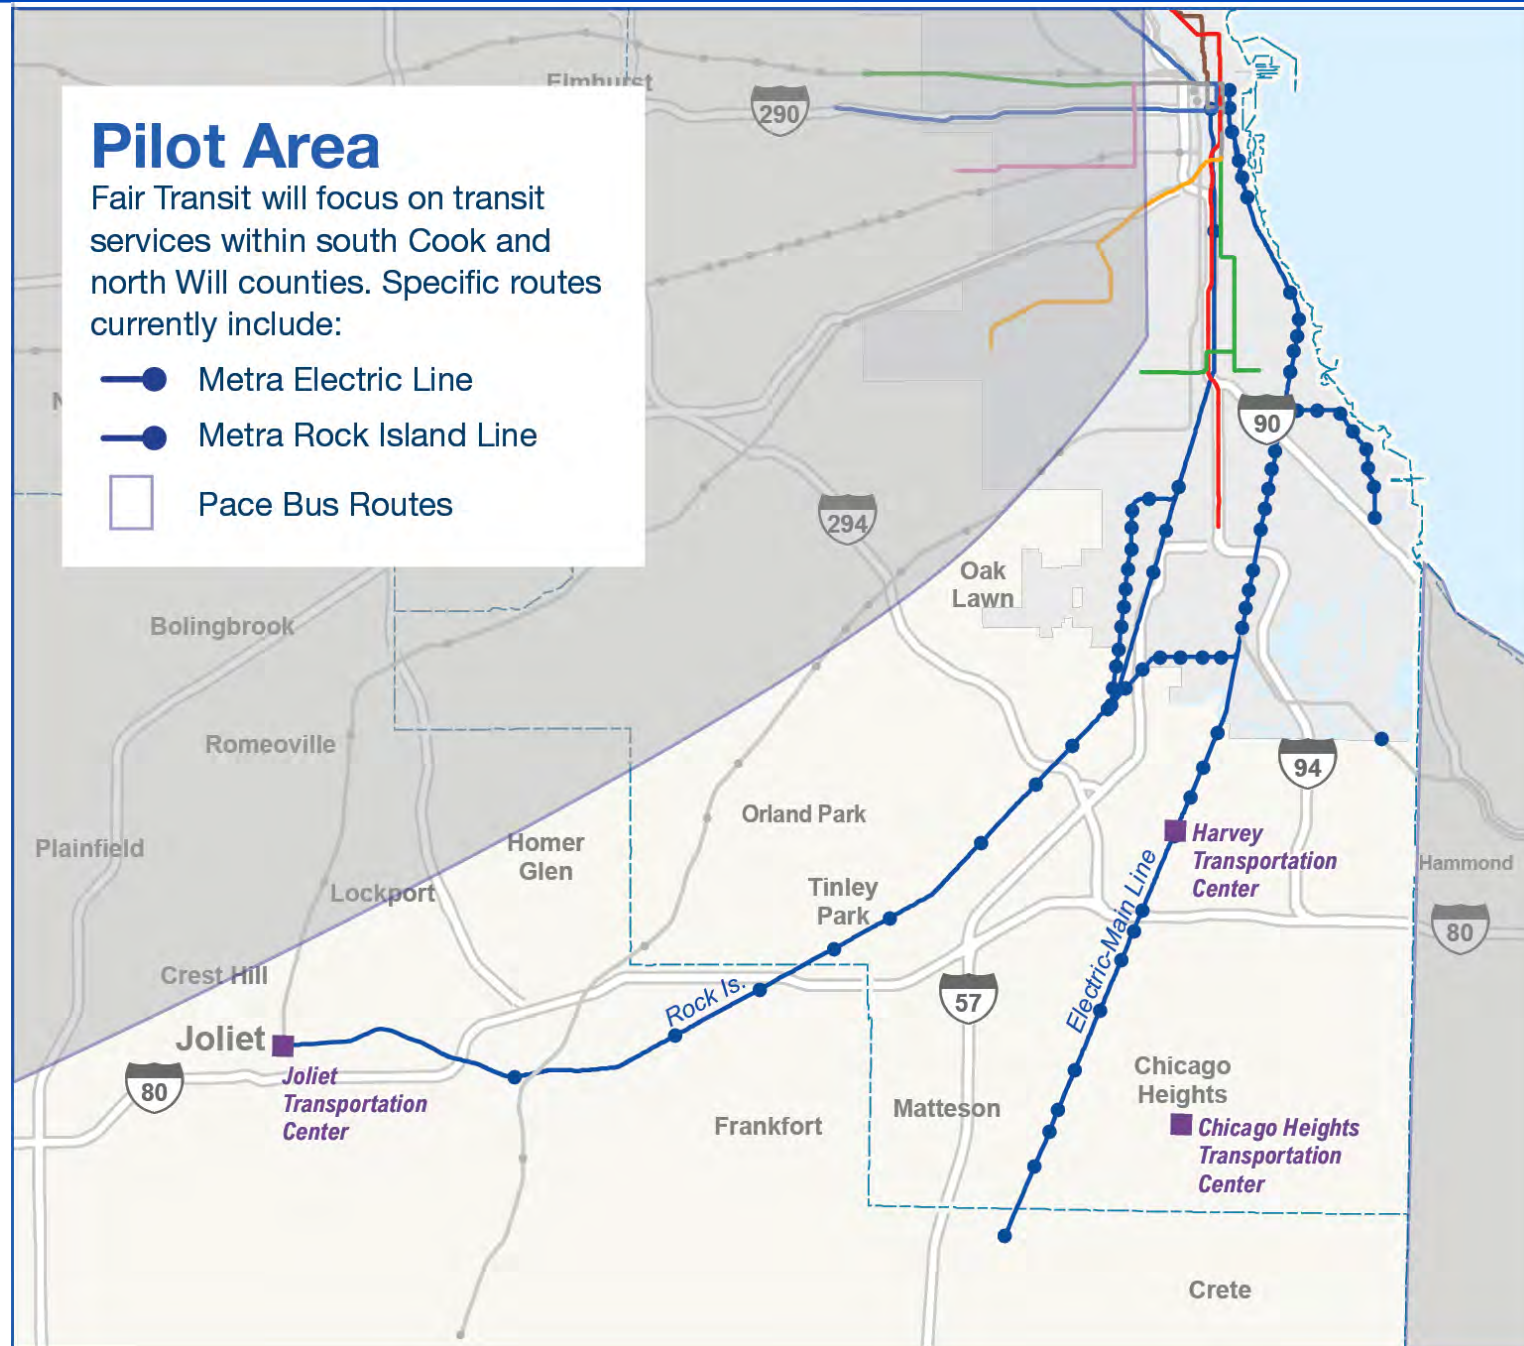 Elmhurst
290
Pilot Area
Fair Transit will focus on transit
services within south Cook and
north Will counties. Specific routes
currently include:
Metra Electric Line
Metra Rock Island Line
Pace Bus Routes
90
294
Oak
Lawn
Bolingbrook
Romeoville
94
Orland Park
Plainfield
Homer
Glen
Harvey
Transportation
Center
Hammond
Tinley
Park
Lockport
80
Electric-Main Line
Crest Hill
Rock Is.
57
Joliet
Joliet
Transportation
Center
80
Chicago
Heights
Matteson
Frankfort
Chicago Heights
Transportation
Center
Crete